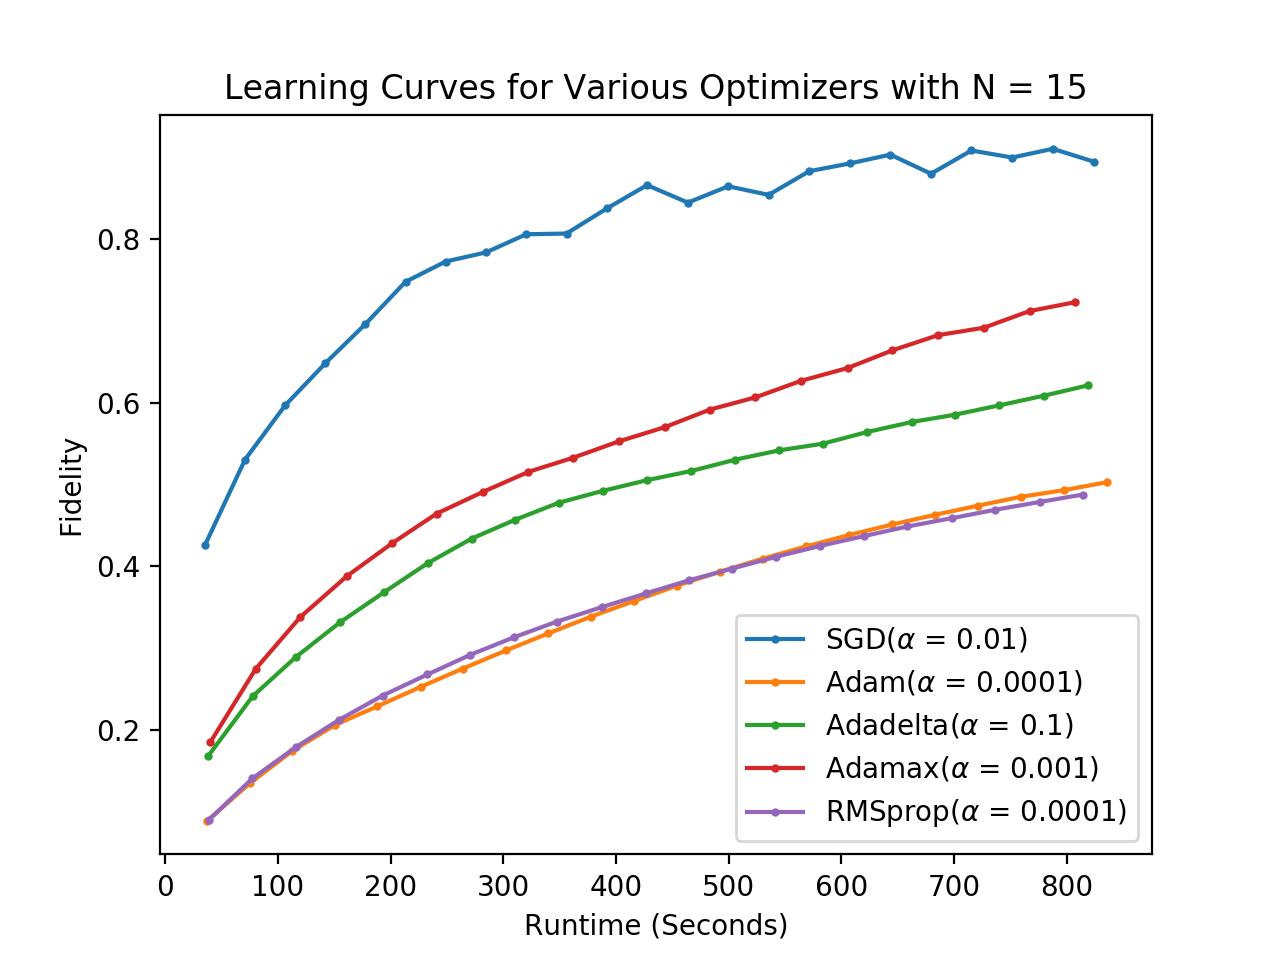 Learning Curves for Various Optimizers with N = 15
Fidelity
0.8
0.6
0.4
0.2
SGD(α = 0.01)
Adam(α = 0.0001)
Adadelta(α = 0.1)
Adamax(α = 0.001)
RMSprop(α = 0.0001)
0 100 200 300 400 500 600 700 800
Runtime (Seconds)